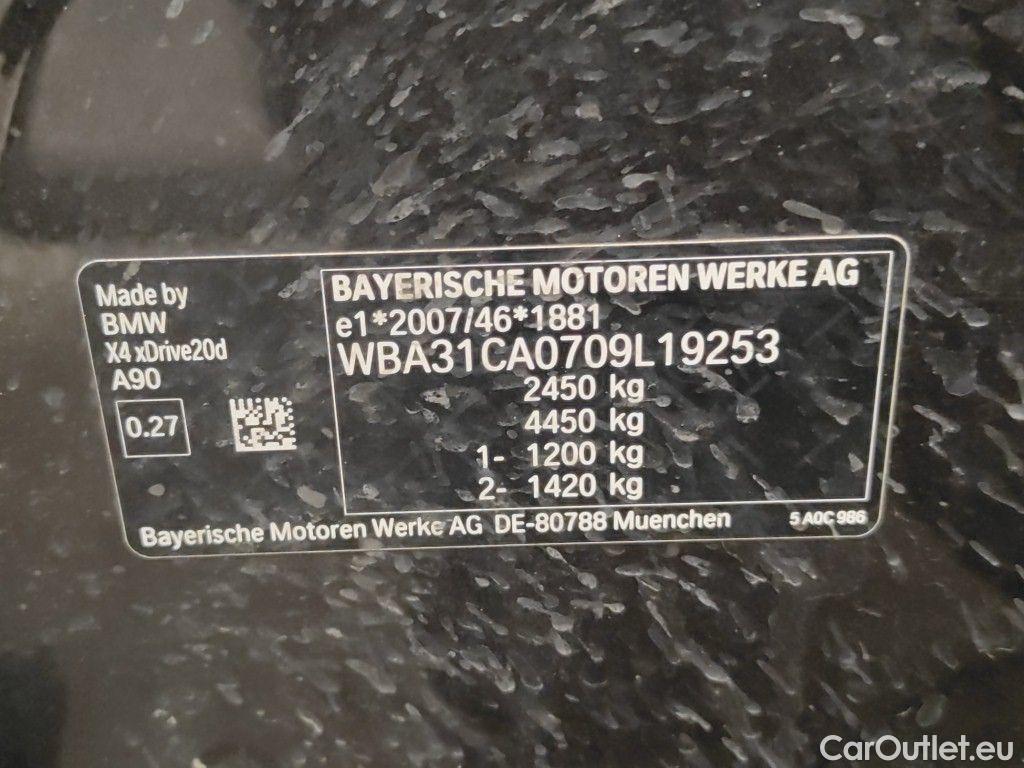 Made by
BMW
X4 xDrive20d
A90
0.27
BAYERISCHE MOTOREN WERKE AG
e1*2007/46*1881
WBA31CA0709L19253
2450 kg
4450 kg
1- 1200 kg
2- 1420 kg
Bayerische Motoren Werke AG DE-80788 Muenchen
5 A0C 986
CarOutlet.eu